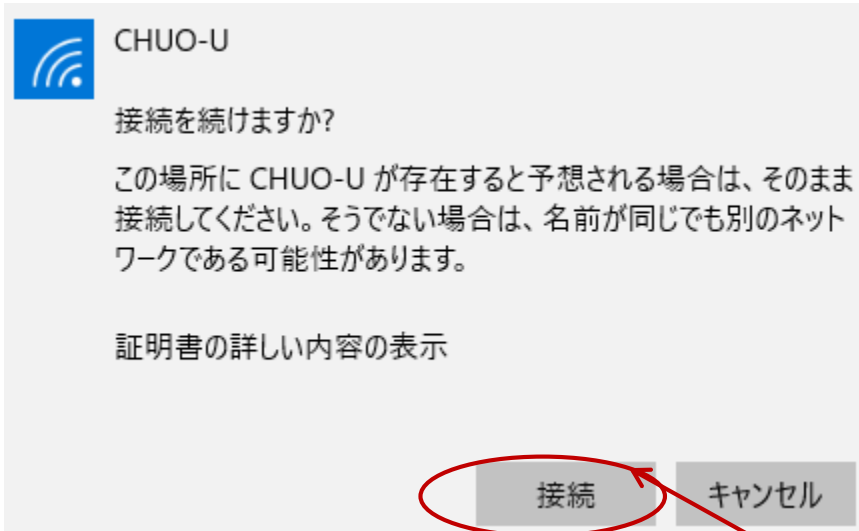 CHUO-U
接続を続けますか?
この場所に CHUO-U が存在すると予想される場合は、そのまま
接続してください。そうでない場合は、名前が同じでも別のネット
ワークである可能性があります。
証明書の詳しい内容の表示
接続 キャンセル